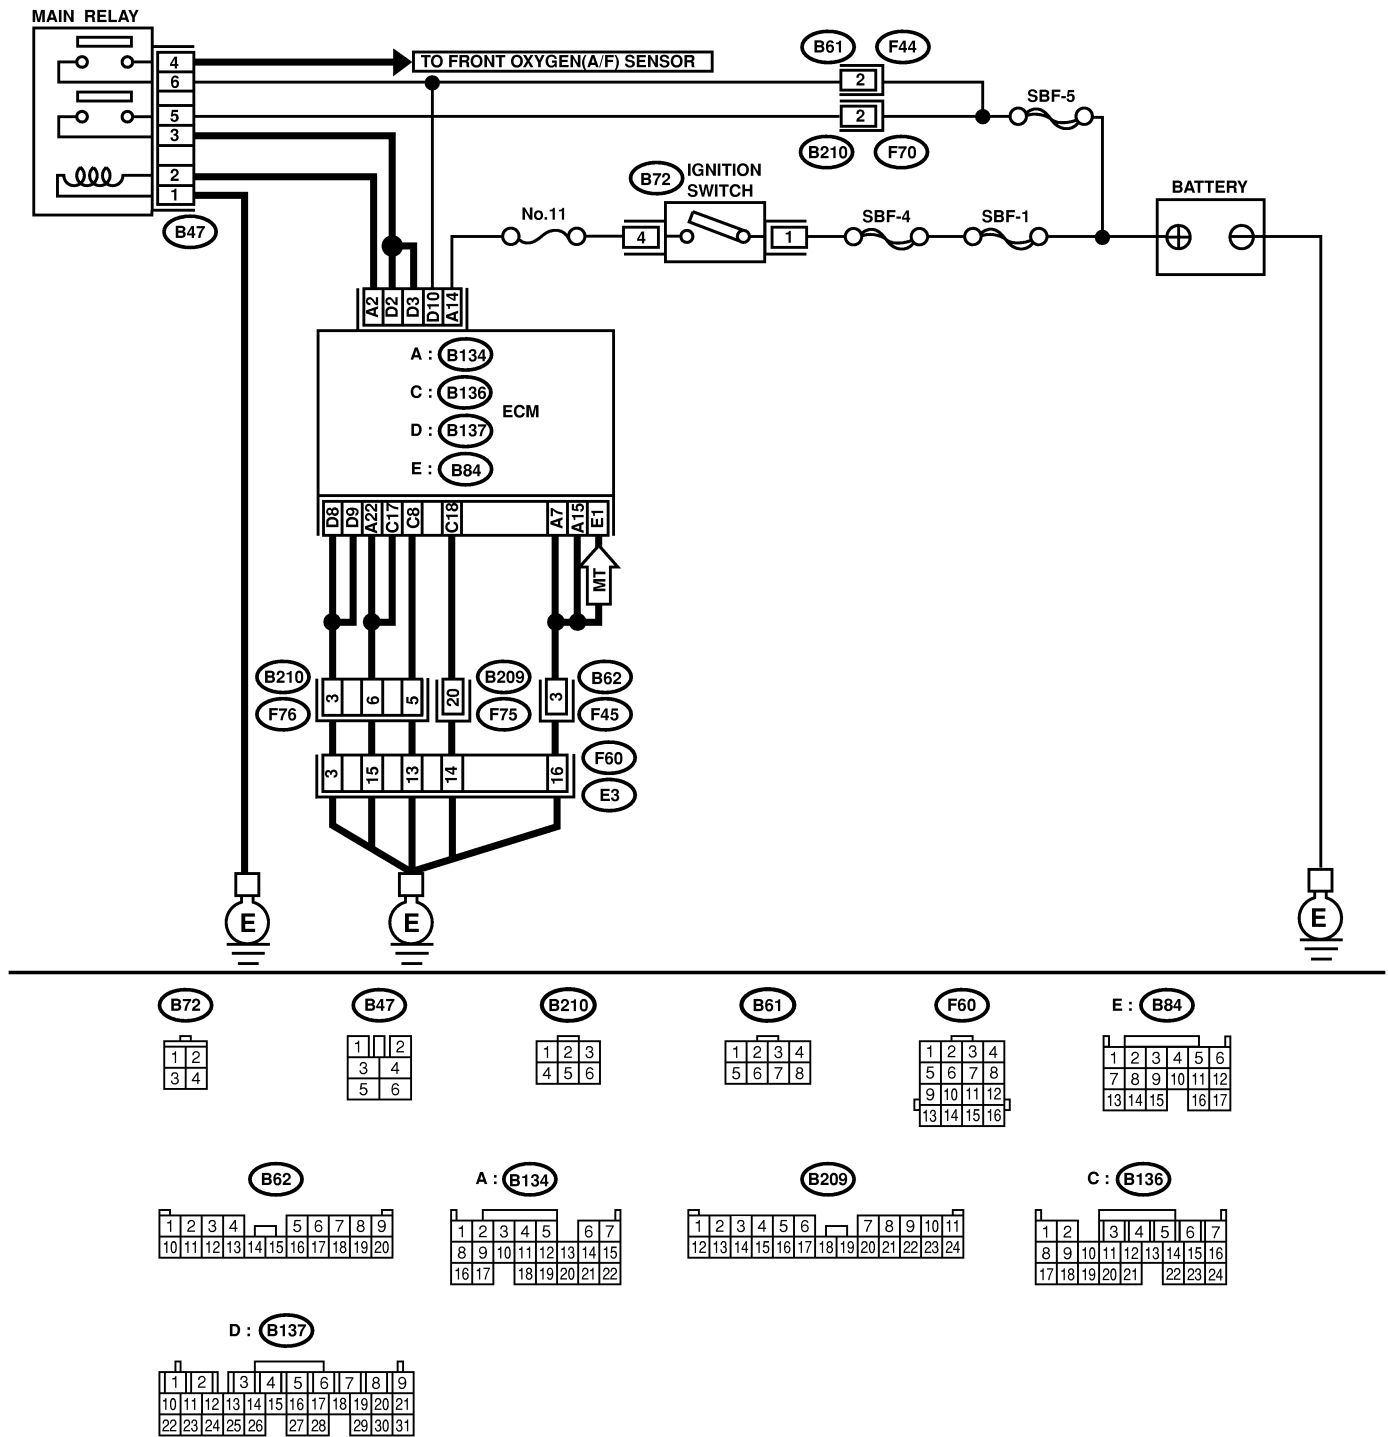 MAIN RELAY
4
6
5
3
2
1
B47
TO FRONT OXYGEN(A/F) SENSOR
B61 F44
2
2
B210 F70
SBF-5
B72 IGNITION
SWITCH
No.11
4
1
SBF-4
SBF-1
BATTERY
A2 D2 D3 D10 A14
A : B134
C : B136
D : B137
E : B84
ECM
D8 D9 A22 C17 C8 C18 A7 A15 E1
MT
B210
F76
3 6 5
20
B209
F75
3
B62
F45
F60
E3
3 15 13 14 16
E
E
E
B72
1 2
3 4
B47
1 2
3 4
5 6
B210
1 2 3
4 5 6
B61
1 2 3 4
5 6 7 8
F60
1 2 3 4
5 6 7 8
9 10 11 12
13 14 15 16
E : B84
1 2 3 4 5 6
7 8 9 10 11 12
13 14 15 16 17
B62
1 2 3 4 5 6 7 8 9
10 11 12 13 14 15 16 17 18 19 20
A : B134
1 2 3 4 5 6 7
8 9 10 11 12 13 14 15
16 17 18 19 20 21 22
B209
1 2 3 4 5 6 7 8 9 10 11
12 13 14 15 16 17 18 19 20 21 22 23 24
C : B136
1 2 3 4 5 6 7
8 9 10 11 12 13 14 15 16
17 18 19 20 21 22 23 24
D : B137
1 2 3 4 5 6 7 8 9
10 11 12 13 14 15 16 17 18 19 20 21
22 23 24 25 26 27 28 29 30 31